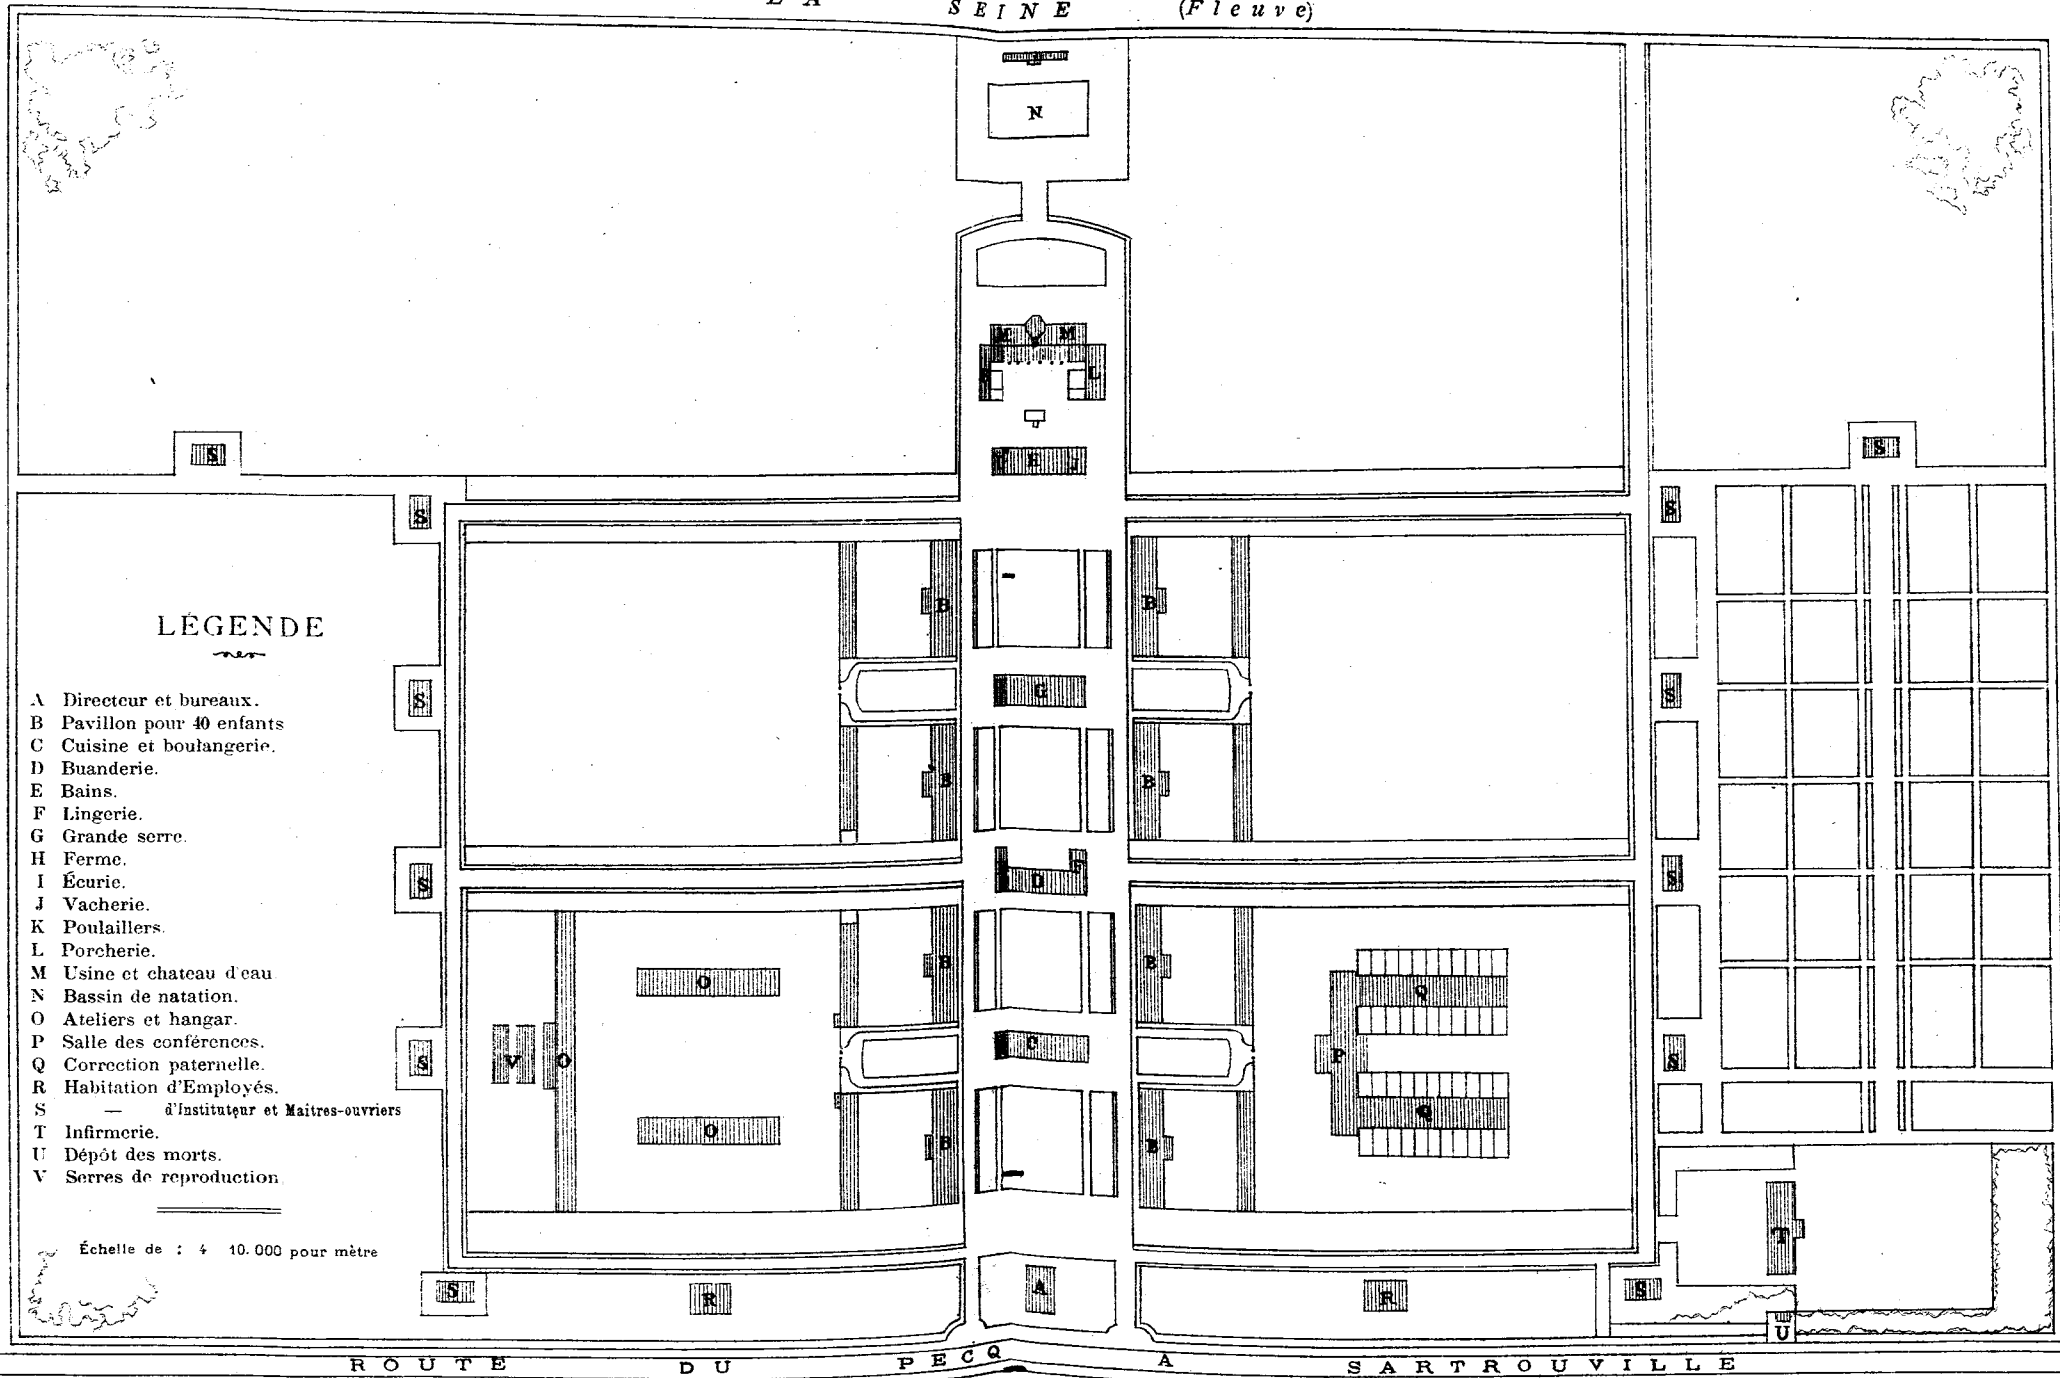 LA SEINE (Fleuve)
N
M M
L
S
S
H J
S
S
B B
S
G
S
B B
S
D
S
O
B B
Q
S
V O
C
P
S
O
B B
Q
T
S
R
A
R
S
U
LÉGENDE
A Directeur et bureaux.
B Pavillon pour 40 enfants
C Cuisine et boulangerie.
D Buanderie.
E Bains.
F Lingerie.
G Grande serre.
H Ferme.
I Écurie.
J Vacherie.
K Poulaillers.
L Porcherie.
M Usine et chateau d'eau
N Bassin de natation.
O Ateliers et hangar.
P Salle des conférences.
Q Correction paternelle.
R Habitation d'Employés.
S — d'Instituteur et Maitres-ouvriers
T Infirmerie.
U Dépôt des morts.
V Serres de reproduction
Échelle de : 4 10.000 pour mètre
ROUTE DU PECQ A SARTROUVILLE